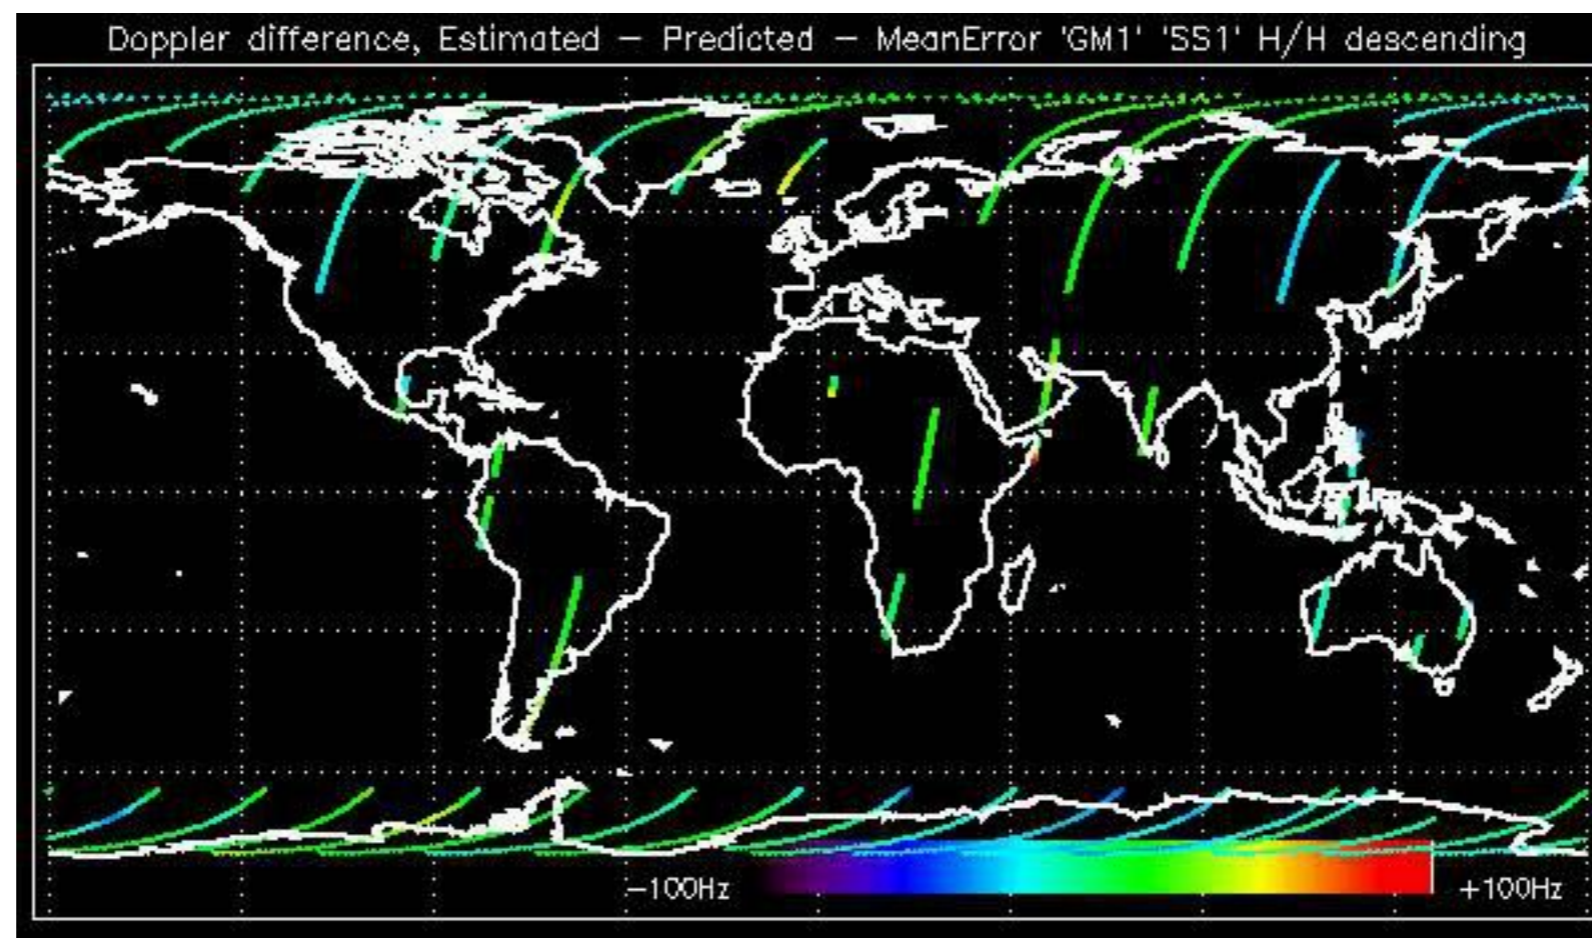 Doppler difference, Estimated – Predicted – MeanError 'GM1' 'SS1' H/H descending
−100Hz
+100Hz